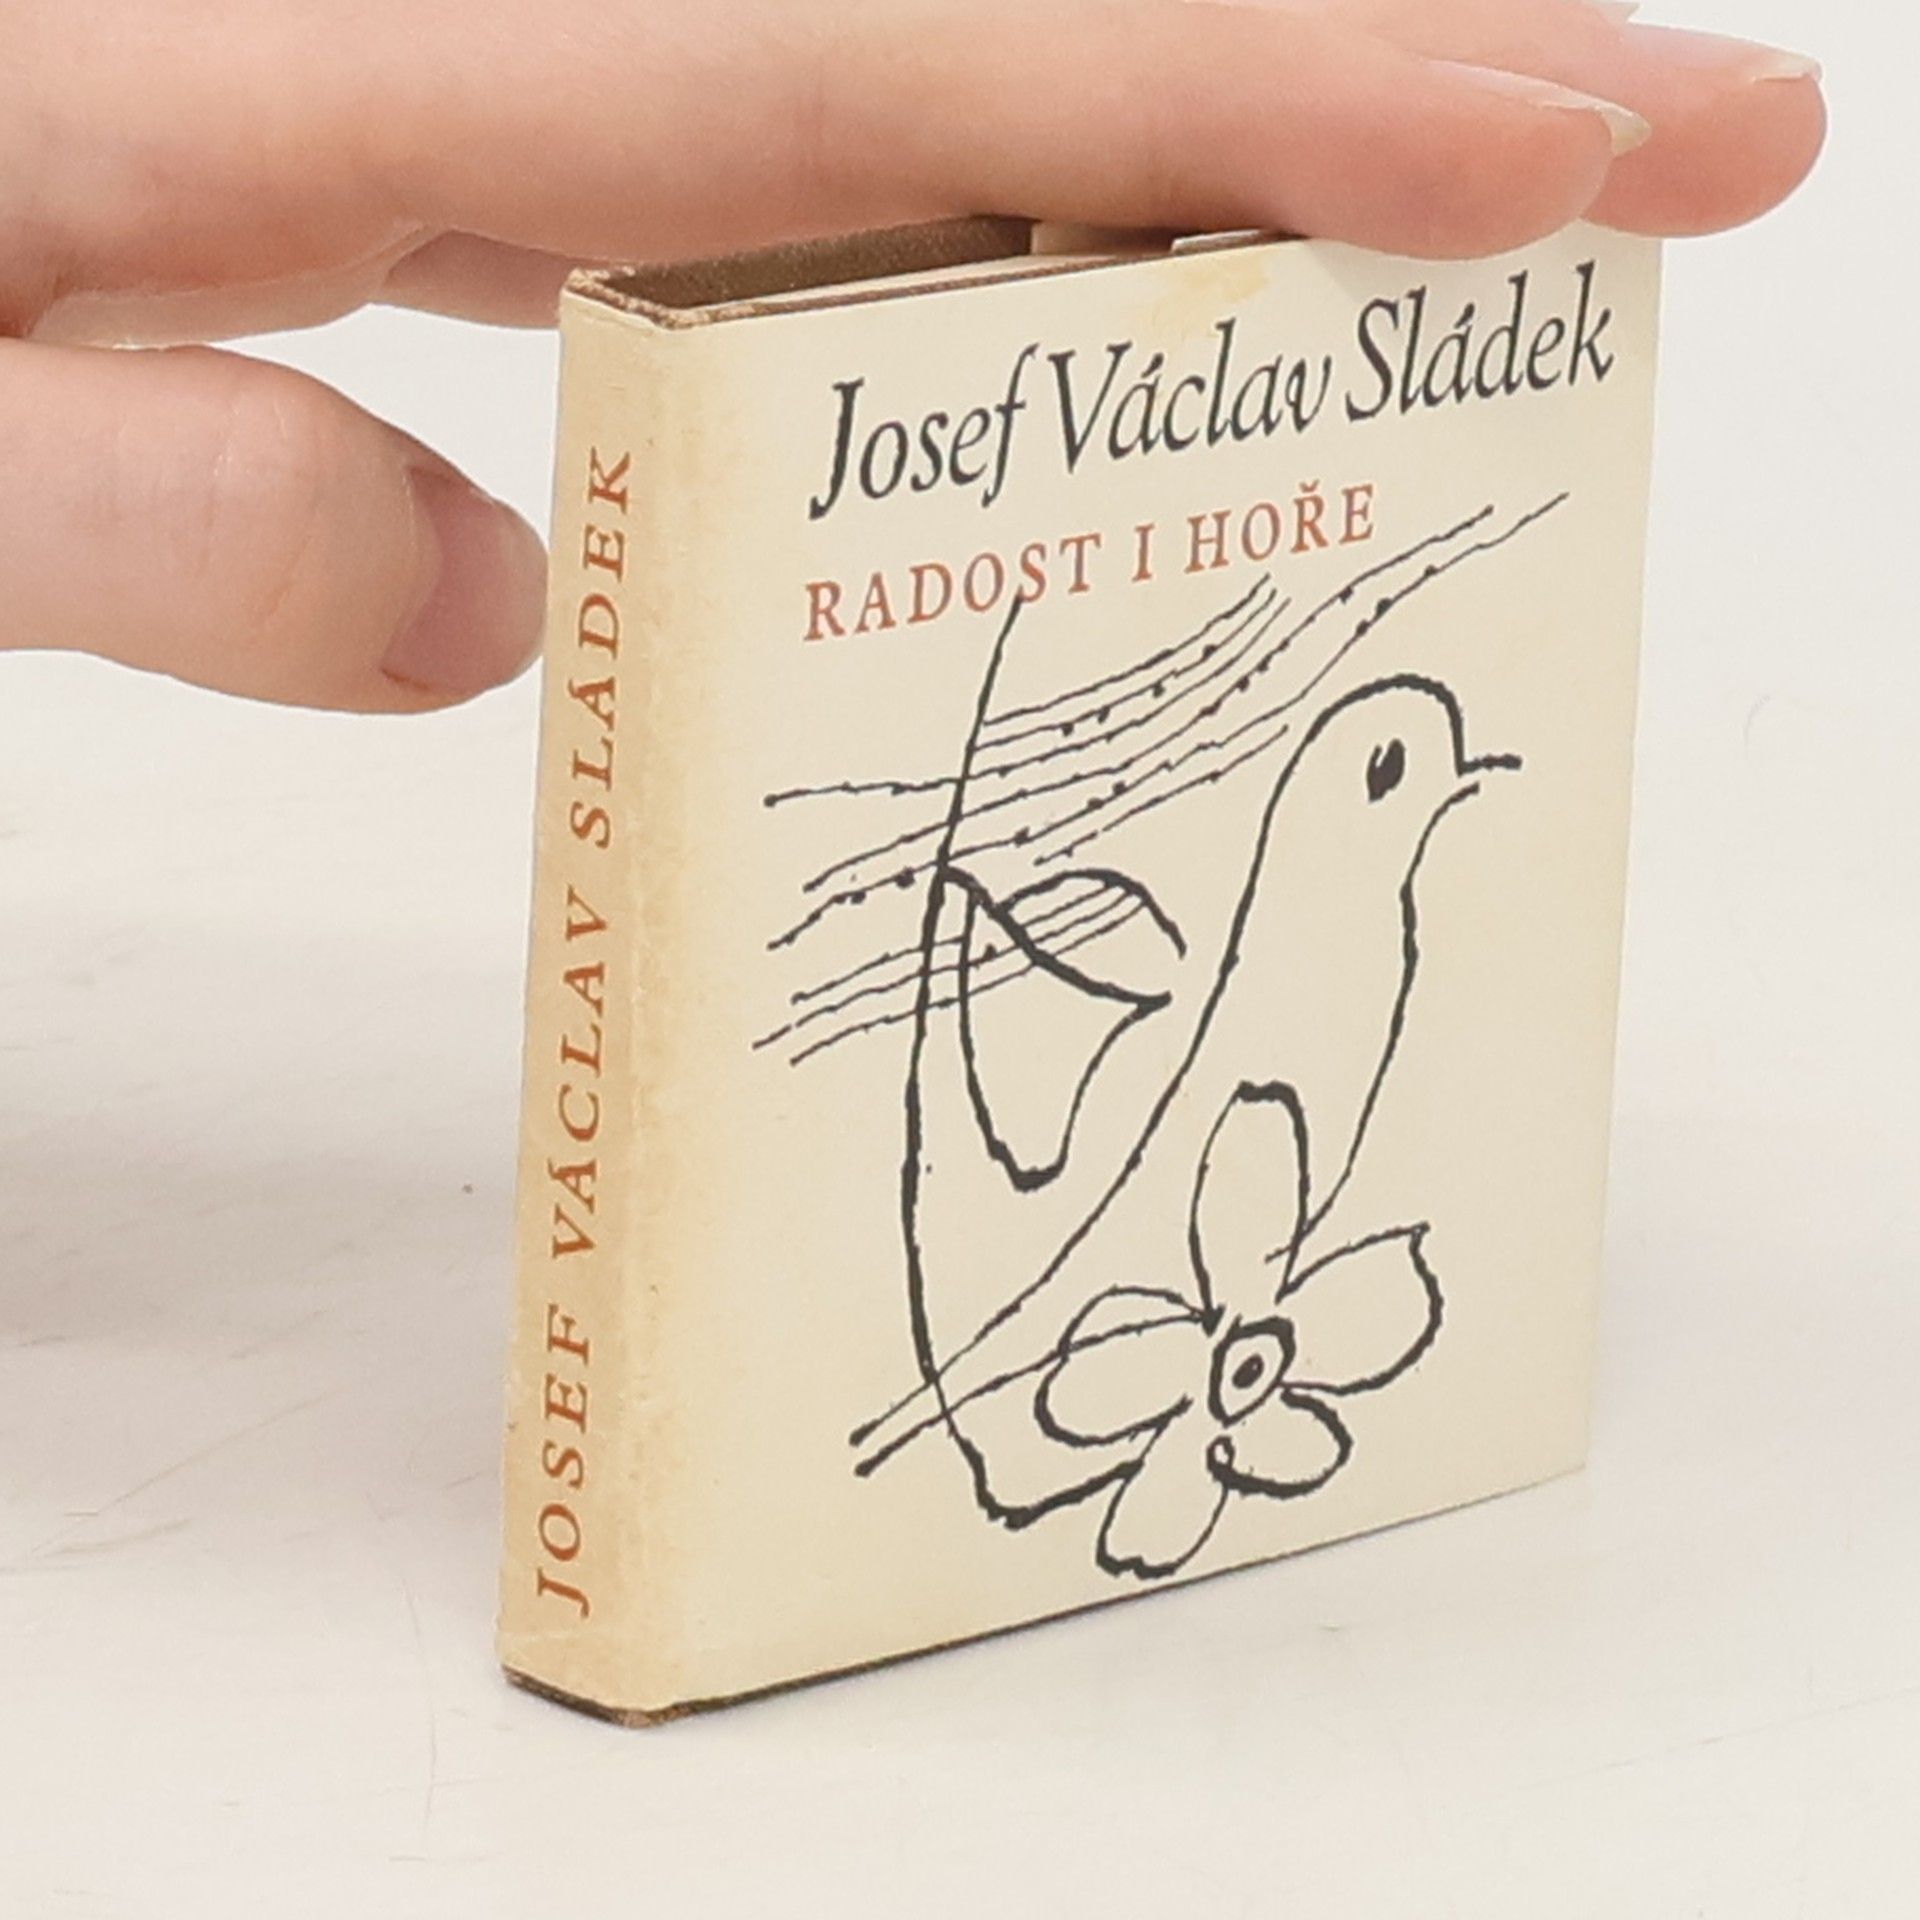 Josef Václav Sládek
RADOST I HOŘE
JOSEF VÁCLAV SLÁDEK